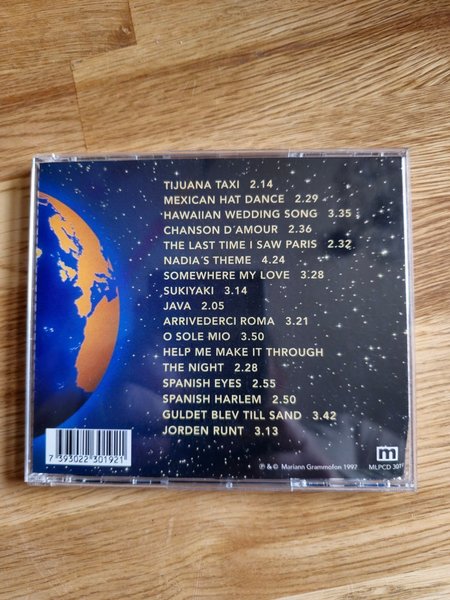 TIJUANA TAXI 2.14
MEXICAN HAT DANCE 2.29
HAWAIIAN WEDDING SONG 3.35
CHANSON D´AMOUR 2.36
THE LAST TIME I SAW PARIS 2.32
NADIA´S THEME 4.24
SOMEWHERE MY LOVE 3.28
SUKIYAKI 3.14
JAVA 2.05
ARRIVEDERCI ROMA 3.21
O SOLE MIO 3.50
HELP ME MAKE IT THROUGH
THE NIGHT 2.28
SPANISH EYES 2.55
SPANISH HARLEM 2.50
GULDET BLEV TILL SAND 3.42
JORDEN RUNT 3.13
7 393022 301921
m
℗ & © Mariann Grammofon 1997
MLPCD